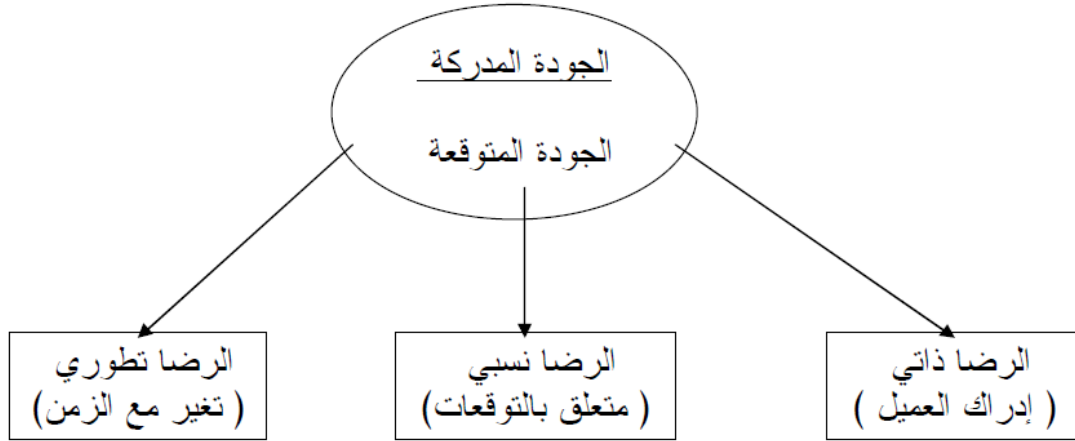 الجودة المدركة
الجودة المتوقعة
الرضا ذاتي
( إدراك العميل )
الرضا نسبي
( متعلق بالتوقعات)
الرضا تطوري
( تغير مع الزمن)